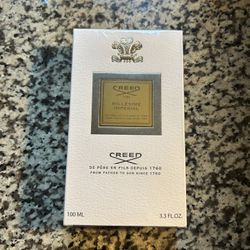 CREED
MILLÉSIME
IMPERIAL
CREED
DE PÈRE EN FILS DEPUIS 1760
FROM FATHER TO SON SINCE 1760
100 ML
3.3 FL.OZ.